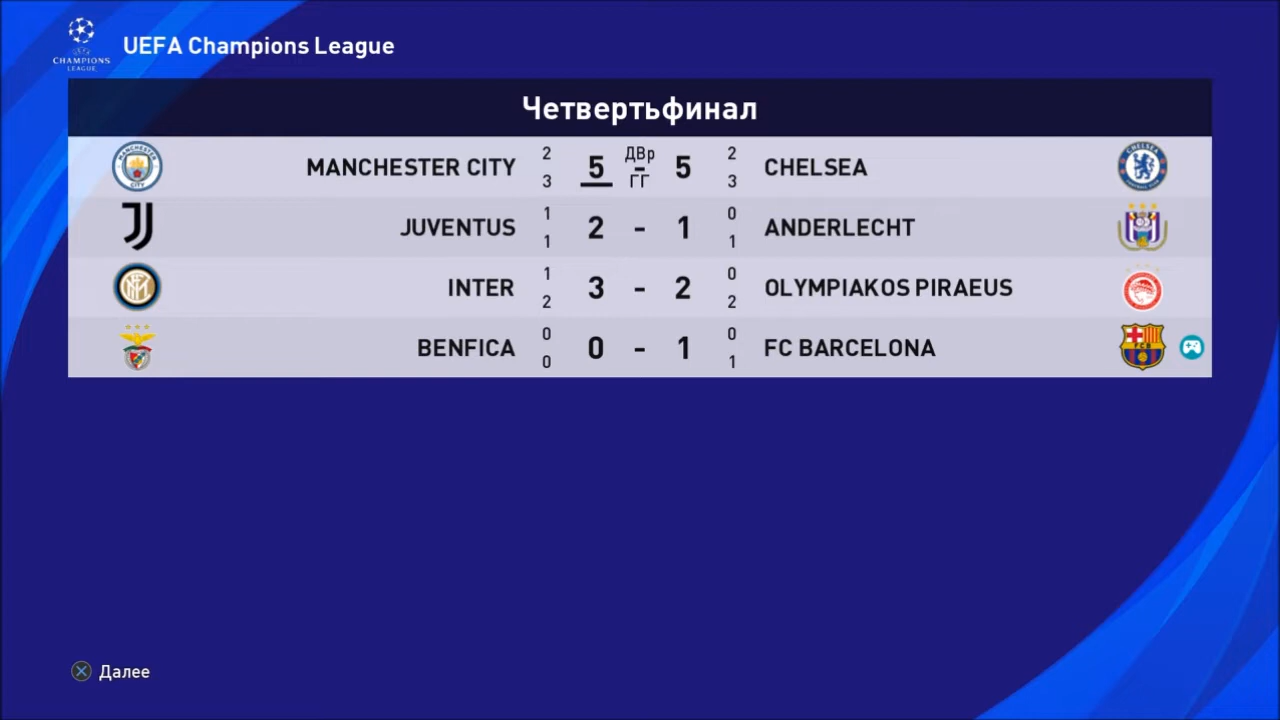 CHAMPIONS
LEAGUE
UEFA Champions League
Четвертьфинал
MANCHESTER CITY 2 3 5 ДВр - ГГ 5 2 3 CHELSEA
JUVENTUS 1 1 2 - 1 0 1 ANDERLECHT
INTER 1 2 3 - 2 0 2 OLYMPIAKOS PIRAEUS
BENFICA 0 0 0 - 1 0 1 FC BARCELONA
Далее